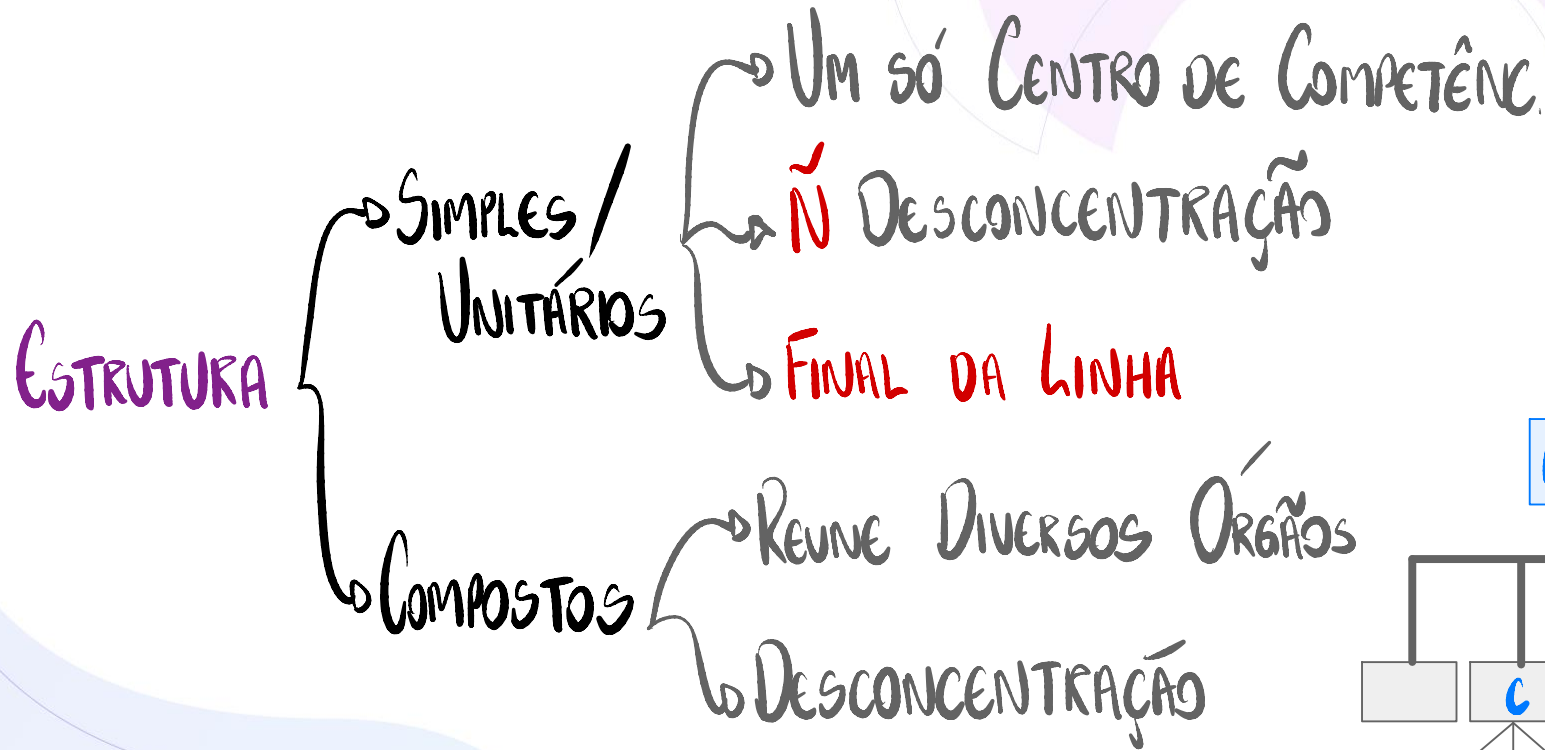 Um só Centro de Competênc
Ñ Desconcentração
Simples/
Unitários
Estrutura
Final da Linha
Reune Diversos Órgãos
Compostos
Desconcentração
C